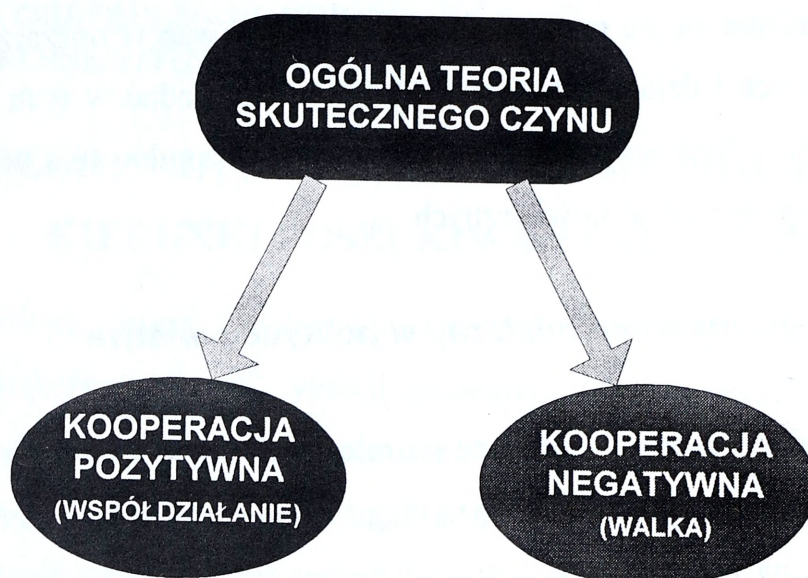 OGÓLNA TEORIA
SKUTECZNEGO CZYNU
KOOPERACJA
POZYTYWNA
(WSPÓŁDZIAŁANIE)
KOOPERACJA
NEGATYWNA
(WALKA)